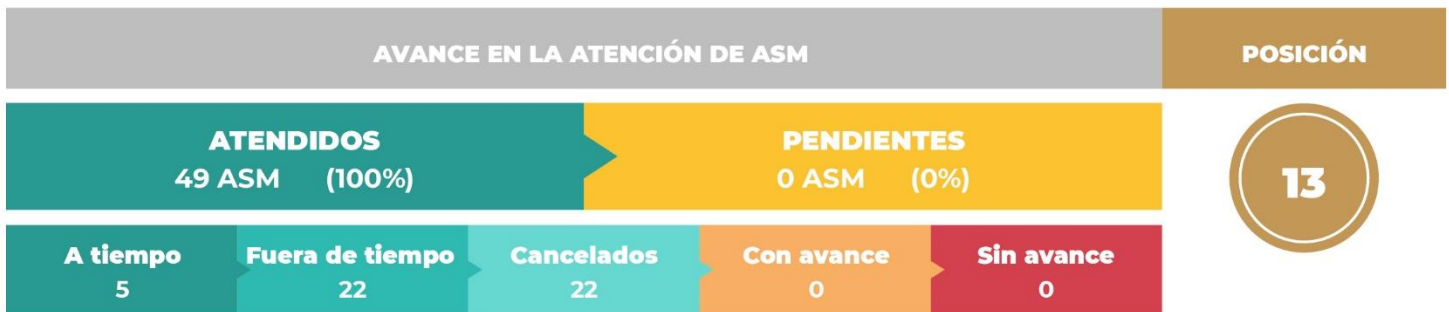 AVANCE EN LA ATENCIÓN DE ASM
POSICIÓN
ATENDIDOS
49 ASM (100%)
PENDIENTES
0 ASM (0%)
13
A tiempo
5
Fuera de tiempo
22
Cancelados
22
Con avance
0
Sin avance
0